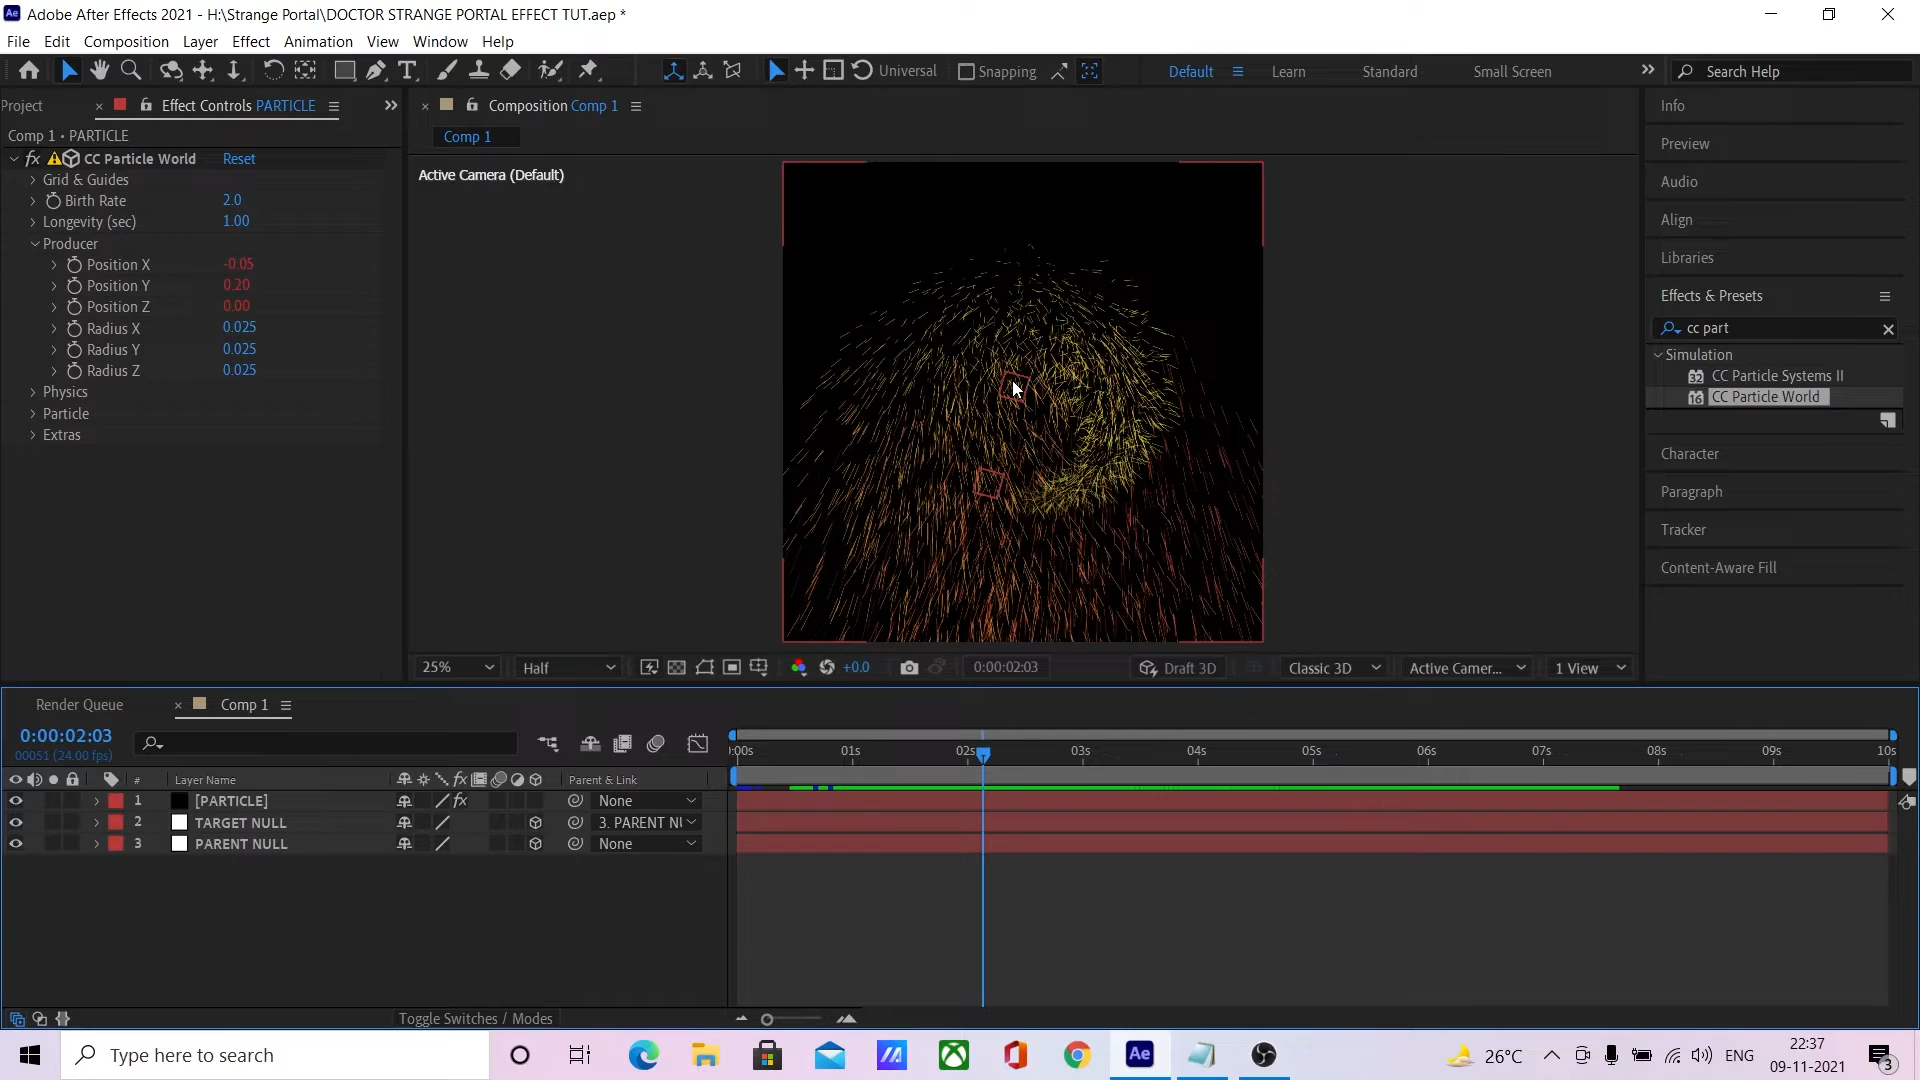 Adobe After Effects 2021 - H:\Strange Portal\DOCTOR STRANGE PORTAL EFFECT TUT.aep *
File Edit Composition Layer Effect Animation View Window Help
Universal Snapping Default Learn Standard Small Screen Search Help
Project Effect Controls PARTICLE Composition Comp 1 Info
Comp 1 • PARTICLE Comp 1
fx CC Particle World Reset Preview
Active Camera (Default)
Grid & Guides Audio
Birth Rate 2.0
Longevity (sec) 1.00 Align
Producer
Position X -0.05 Libraries
Position Y 0.20
Position Z 0.00 Effects & Presets
Radius X 0.025 cc part
Radius Y 0.025 Simulation
Radius Z 0.025 32 CC Particle Systems II
Physics 16 CC Particle World
Particle
Extras
Character
Paragraph
Tracker
Content-Aware Fill
25% Half +0.0 0:00:02:03 Draft 3D Classic 3D Active Camer... 1 View
Render Queue Comp 1
0:00:02:03
00051 (24.00 fps)
:00s 01s 02s 03s 04s 05s 06s 07s 08s 09s 10s
# Layer Name fx Parent & Link
1 [PARTICLE] fx None
2 TARGET NULL 3. PARENT NU
3 PARENT NULL None
Toggle Switches / Modes
Type here to search Ae 26°C ENG 22:37
09-11-2021 3